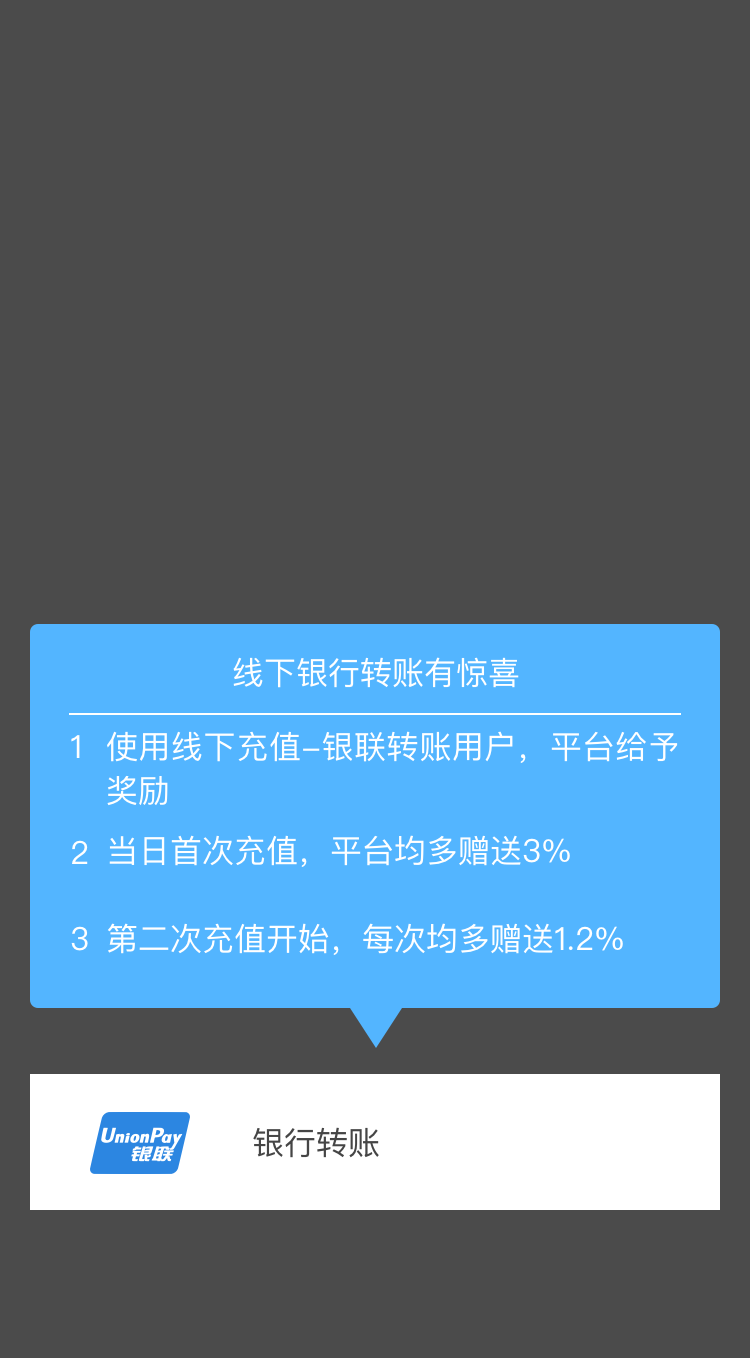 线下银行转账有惊喜
1 使用线下充值-银联转账用户，平台给予
奖励
2 当日首次充值，平台均多赠送3%
3 第二次充值开始，每次均多赠送1.2%
UnionPay
银联
银行转账